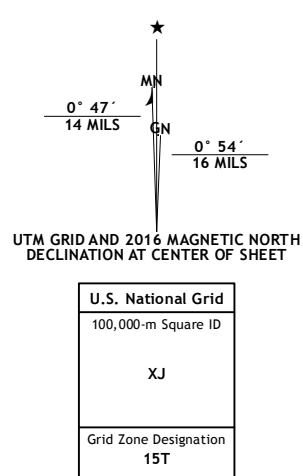 ★
MN
0° 47´
14 MILS
GN
0° 54´
16 MILS
UTM GRID AND 2016 MAGNETIC NORTH
DECLINATION AT CENTER OF SHEET
U.S. National Grid
100,000-m Square ID
XJ
Grid Zone Designation
15T